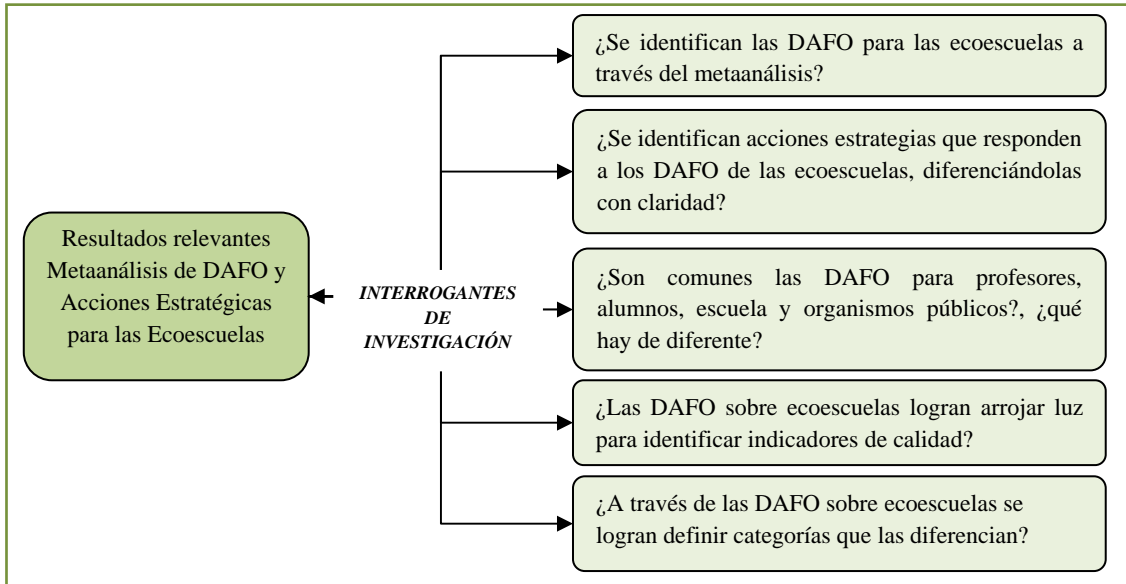 ¿Se identifican las DAFO para las ecoescuelas a
través del metaanálisis?
¿Se identifican acciones estrategias que responden
a los DAFO de las ecoescuelas, diferenciándolas
con claridad?
Resultados relevantes
Metaanálisis de DAFO y
Acciones Estratégicas
para las Ecoescuelas
INTERROGANTES
DE
INVESTIGACIÓN
¿Son comunes las DAFO para profesores,
alumnos, escuela y organismos públicos?, ¿qué
hay de diferente?
¿Las DAFO sobre ecoescuelas logran arrojar luz
para identificar indicadores de calidad?
¿A través de las DAFO sobre ecoescuelas se
logran definir categorías que las diferencian?